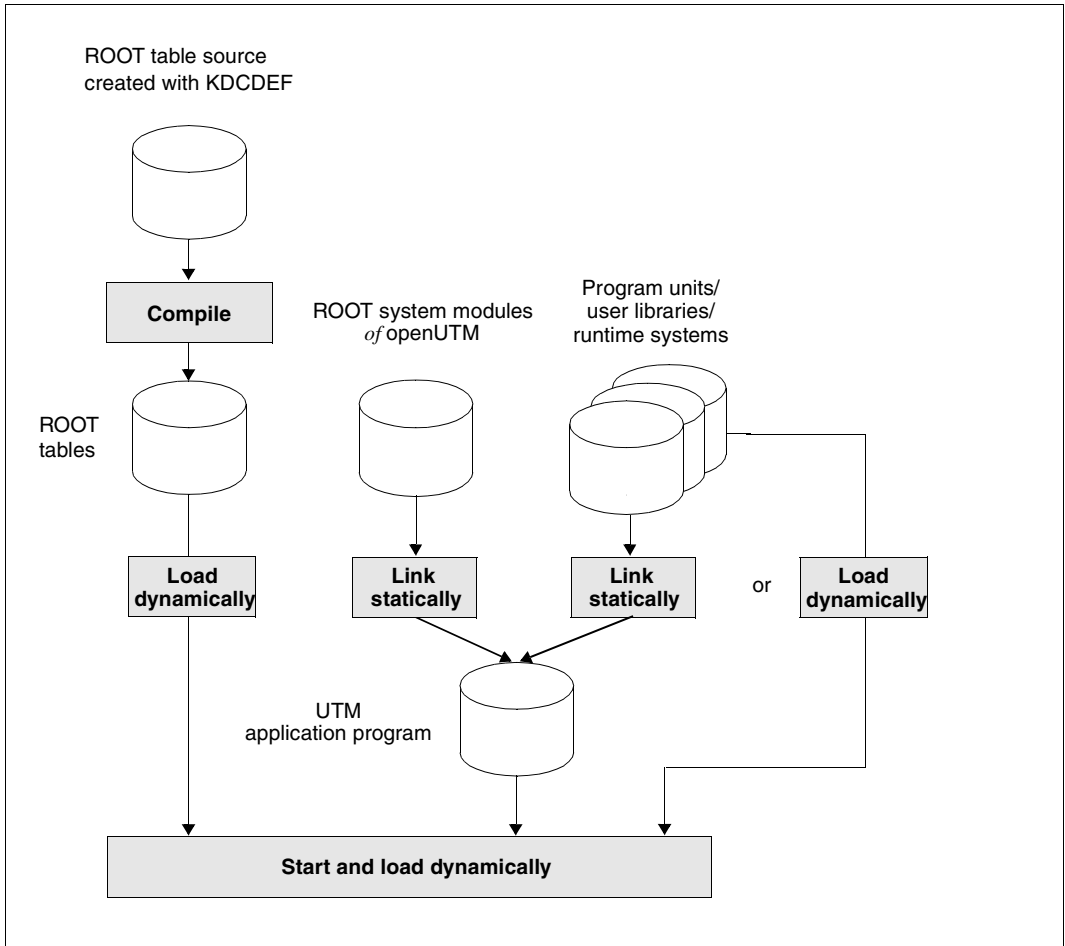 ROOT table source
created with KDCDEF
Compile
ROOT system modules
of openUTM
Program units/
user libraries/
runtime systems
ROOT
tables
Load
dynamically
Link
statically
Link
statically
or
Load
dynamically
UTM
application program
Start and load dynamically